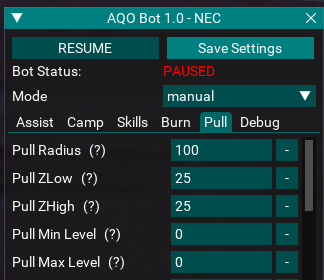 AQO Bot 1.0 - NEC
RESUME Save Settings
Bot Status: PAUSED
Mode manual
Assist Camp Skills Burn Pull Debug
Pull Radius (?) 100 -
Pull ZLow (?) 25 -
Pull ZHigh (?) 25 -
Pull Min Level (?) 0 -
Pull Max Level (?) 0 -